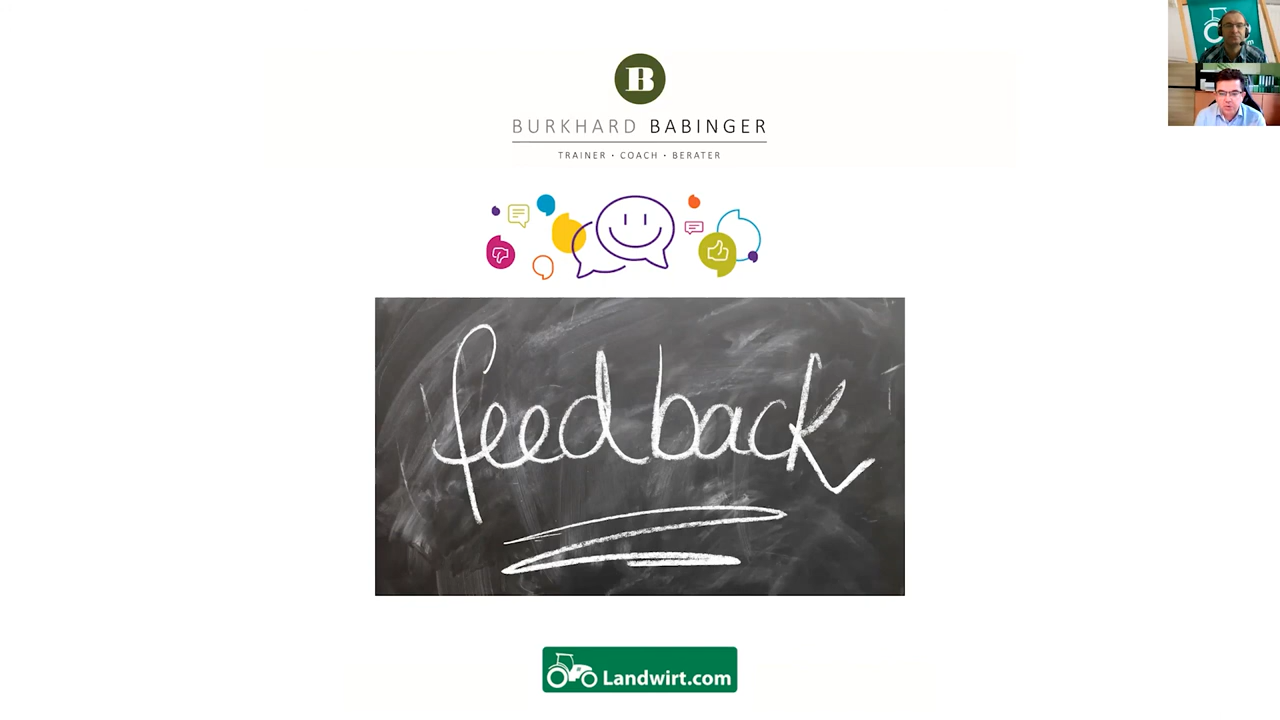 B
BURKHARD BABINGER
TRAINER • COACH • BERATER
feedback
Landwirt.com